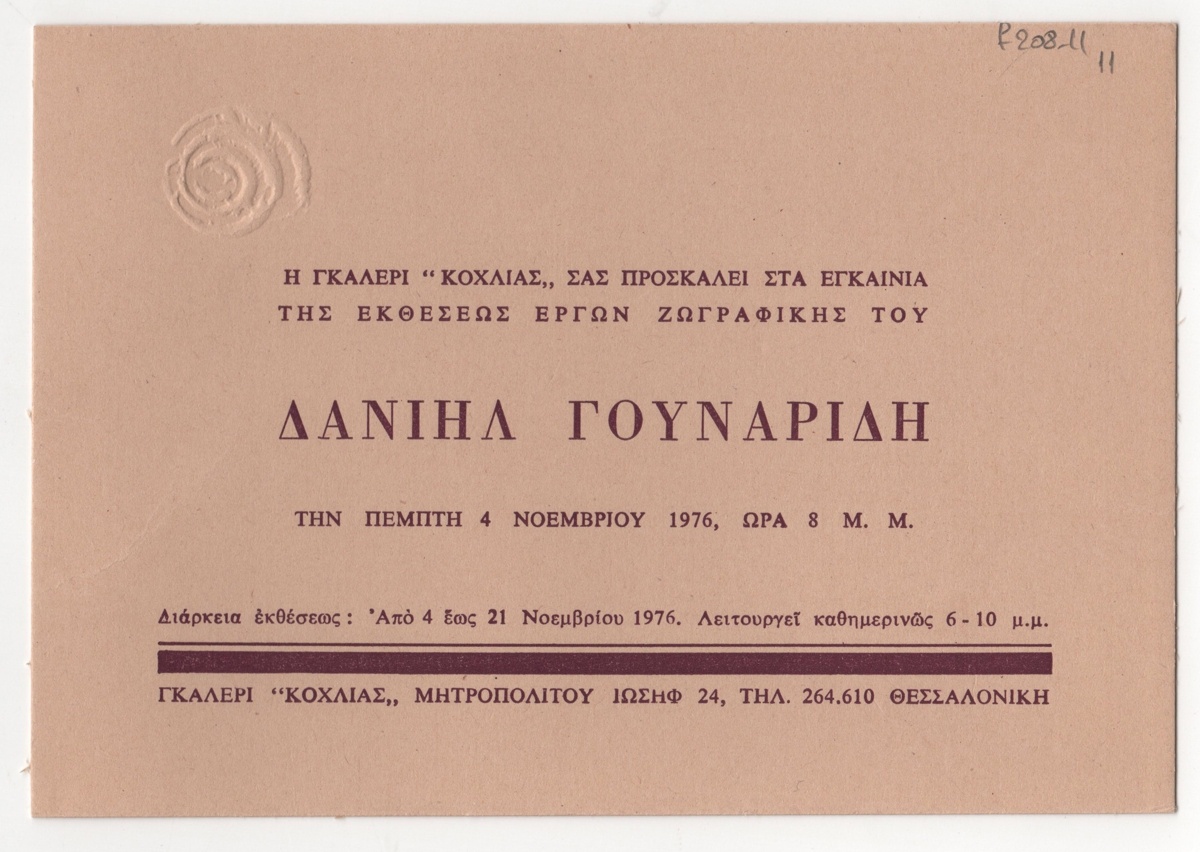 f 208-11
11
Η ΓΚΑΛΕΡΙ “ΚΟΧΛΙΑΣ„ ΣΑΣ ΠΡΟΣΚΑΛΕΙ ΣΤΑ ΕΓΚΑΙΝΙΑ
ΤΗΣ ΕΚΘΕΣΕΩΣ ΕΡΓΩΝ ΖΩΓΡΑΦΙΚΗΣ ΤΟΥ
ΔΑΝΙΗΛ ΓΟΥΝΑΡΙΔΗ
ΤΗΝ ΠΕΜΠΤΗ 4 ΝΟΕΜΒΡΙΟΥ 1976, ΩΡΑ 8 Μ. Μ.
Διάρκεια ἐκθέσεως: Ἀπὸ 4 ἕως 21 Νοεμβρίου 1976. Λειτουργεῖ καθημερινῶς 6 - 10 μ.μ.
ΓΚΑΛΕΡΙ “ΚΟΧΛΙΑΣ„ ΜΗΤΡΟΠΟΛΙΤΟΥ ΙΩΣΗΦ 24, ΤΗΛ. 264.610 ΘΕΣΣΑΛΟΝΙΚΗ